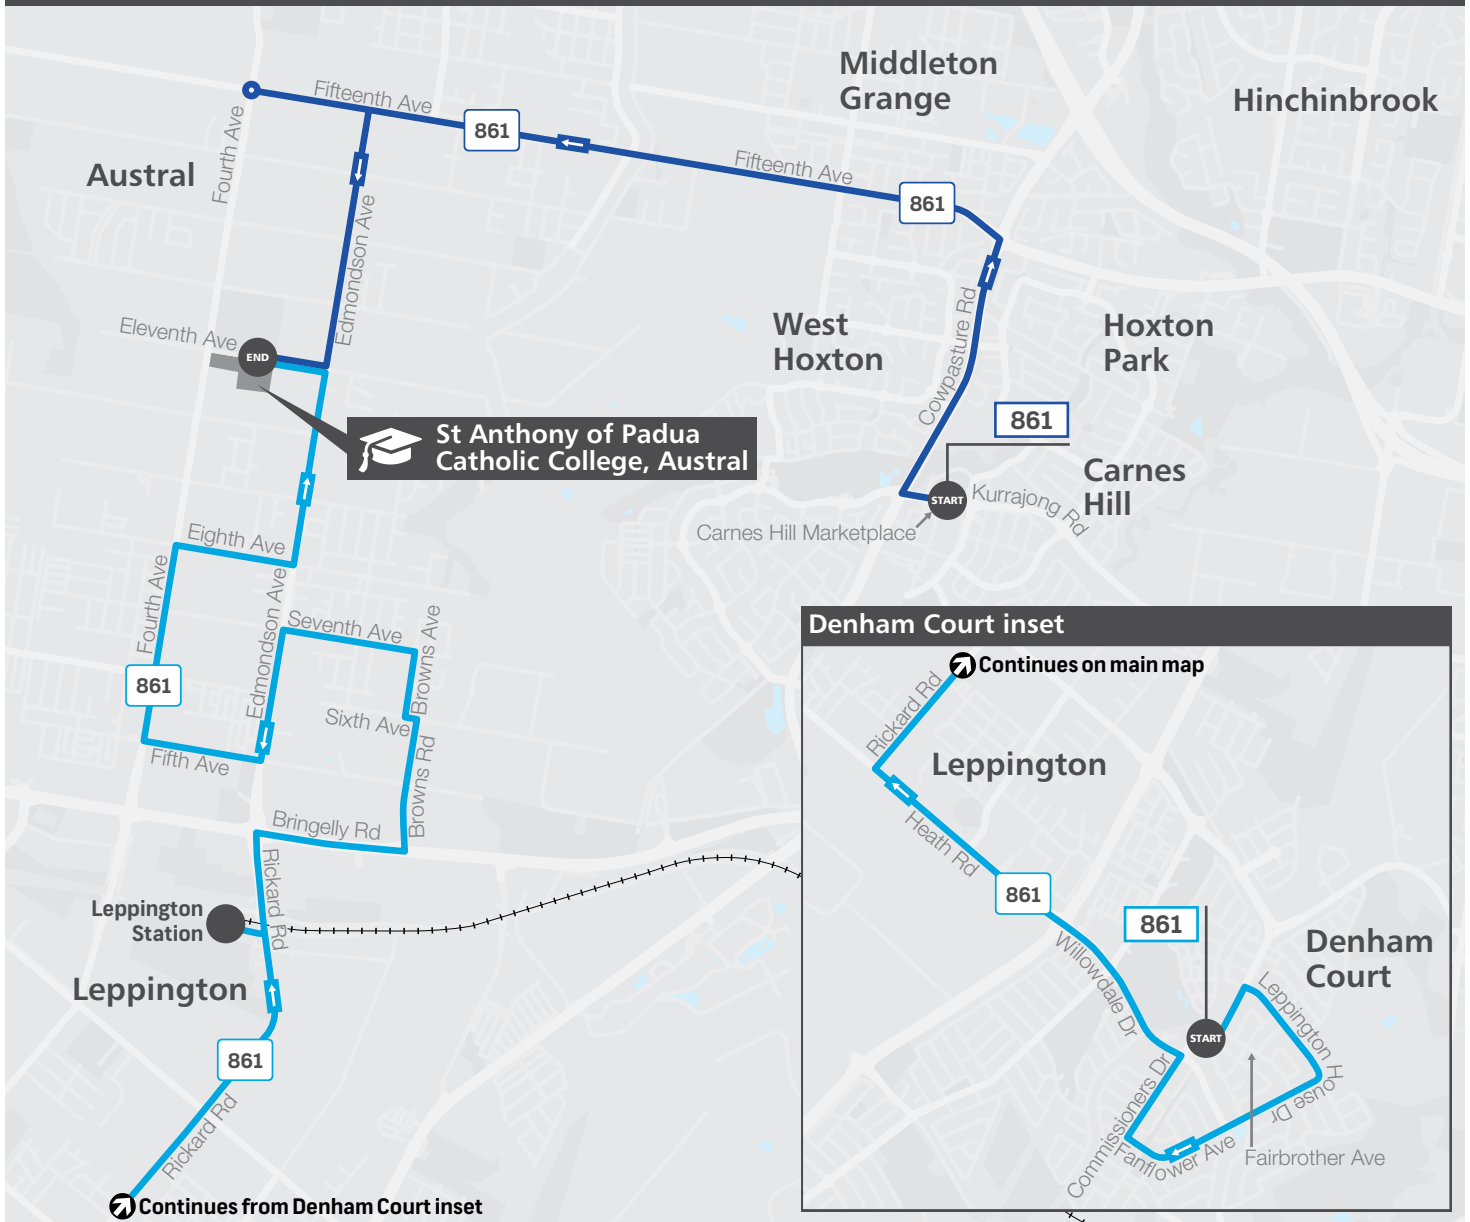 Middleton
Grange
Hinchinbrook
Fifteenth Ave
861
Fourth Ave
Austral
Fifteenth Ave
861
Edmondson Ave
Eleventh Ave
END
West
Hoxton
Cowpasture Rd
Hoxton
Park
861
St Anthony of Padua
Catholic College, Austral
Carnes
Hill
START
Kurrajong Rd
Carnes Hill Marketplace
Eighth Ave
Fourth Ave
Edmondson Ave
Seventh Ave
Browns Ave
861
Sixth Ave
Fifth Ave
Browns Rd
Bringelly Rd
Rickard Rd
Leppington
Station
Leppington
861
Rickard Rd
Continues from Denham Court inset
Denham Court inset
Continues on main map
Rickard Rd
Leppington
Heath Rd
861
861
Willowdale Dr
Denham
Court
Leppington House Dr
START
Commissioners Dr
Fanflower Ave
Fairbrother Ave